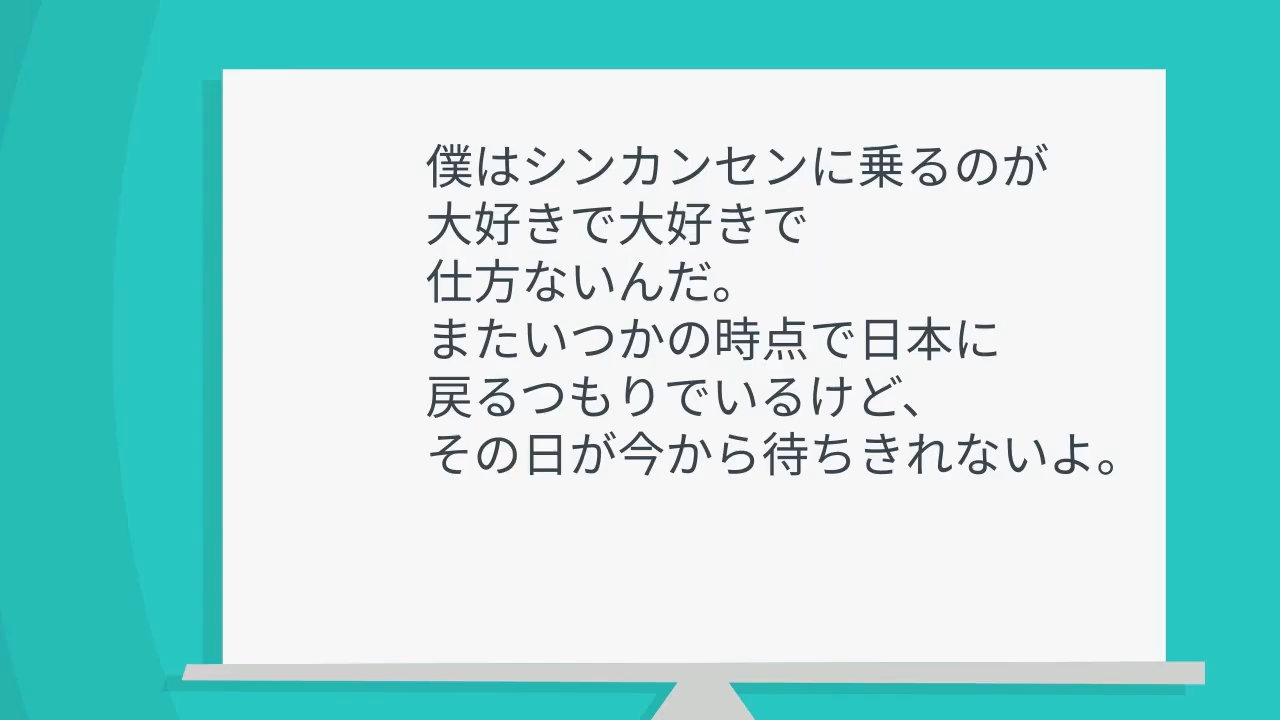 僕はシンカンセンに乗るのが
大好きで大好きで
仕方ないんだ。
またいつかの時点で日本に
戻るつもりでいるけど、
その日が今から待ちきれないよ。